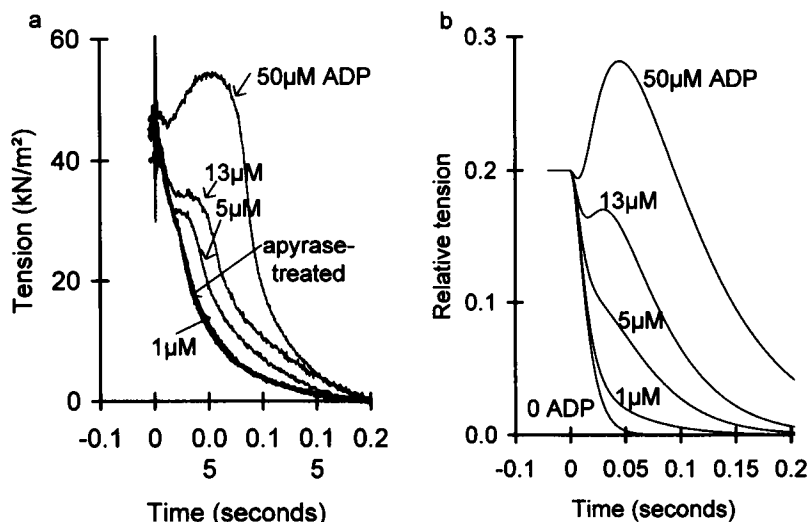 a
60
40
20
0
Tension (kN/m²)
50µM ADP
13µM
5µM
apyrase-
treated
1µM
-0.1 0 0.0 0.1 0.1 0.2
5 5
Time (seconds)
b
0.3
0.2
0.1
0.0
Relative tension
50µM ADP
13µM
5µM
1µM
0 ADP
-0.1 0 0.05 0.1 0.15 0.2
Time (seconds)